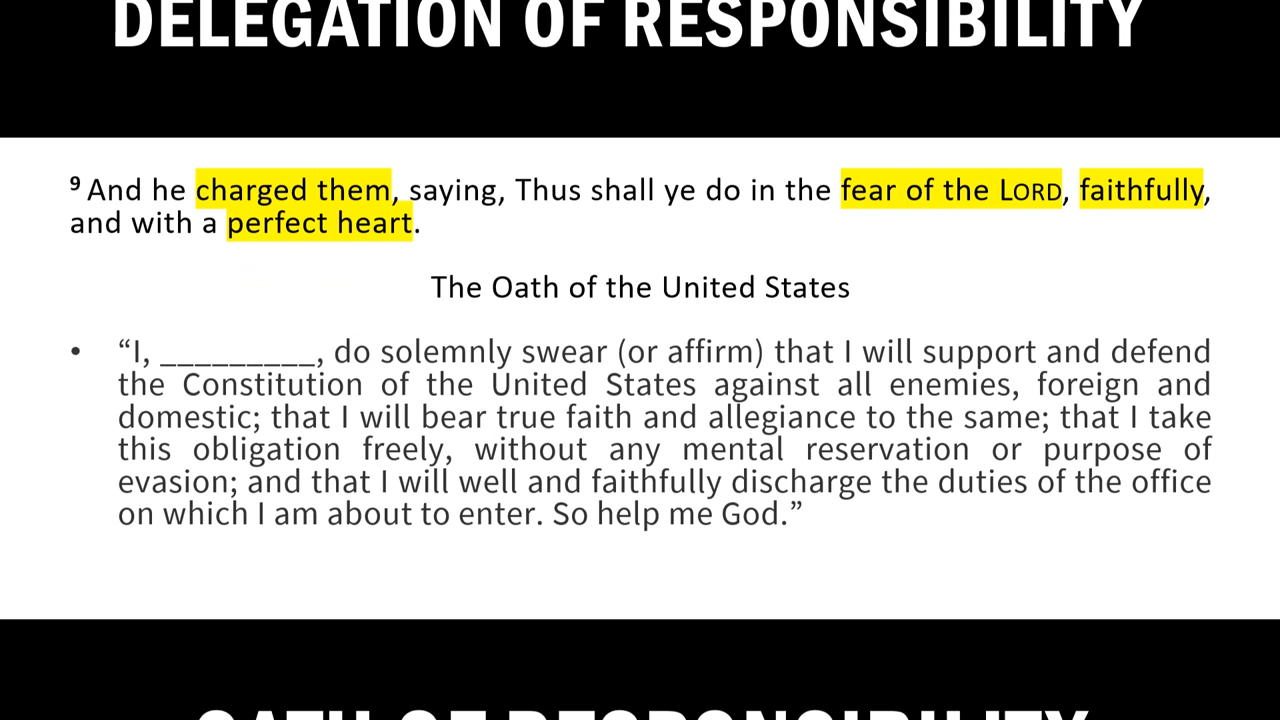 DELEGATION OF RESPONSIBILITY
9 And he charged them, saying, Thus shall ye do in the fear of the LORD, faithfully,
and with a perfect heart.
The Oath of the United States
• “I, _________, do solemnly swear (or affirm) that I will support and defend
the Constitution of the United States against all enemies, foreign and
domestic; that I will bear true faith and allegiance to the same; that I take
this obligation freely, without any mental reservation or purpose of
evasion; and that I will well and faithfully discharge the duties of the office
on which I am about to enter. So help me God.”
OATH OF RESPONSIBILITY